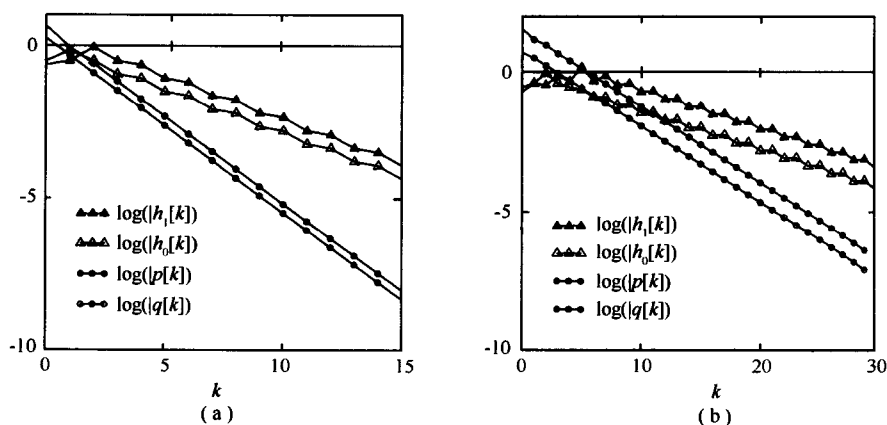 0
-5
-10
log(|h₁[k])
log(|h₀[k])
log(|p[k])
log(|q[k])
0 5 10 15
k
( a )
0
-5
-10
log(|h₁[k])
log(|h₀[k])
log(|p[k])
log(|q[k])
0 10 20 30
k
( b )